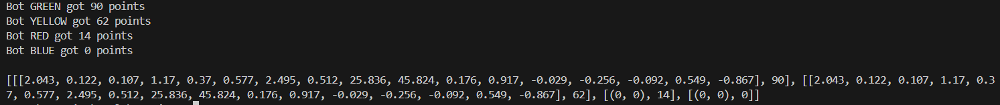 Bot GREEN got 90 points
Bot YELLOW got 62 points
Bot RED got 14 points
Bot BLUE got 0 points
[[[2.043, 0.122, 0.107, 1.17, 0.37, 0.577, 2.495, 0.512, 25.836, 45.824, 0.176, 0.917, -0.029, -0.256, -0.092, 0.549, -0.867], 90], [[2.043, 0.122, 0.107, 1.17, 0.3
7, 0.577, 2.495, 0.512, 25.836, 45.824, 0.176, 0.917, -0.029, -0.256, -0.092, 0.549, -0.867], 62], [(0, 0), 14], [(0, 0), 0]]